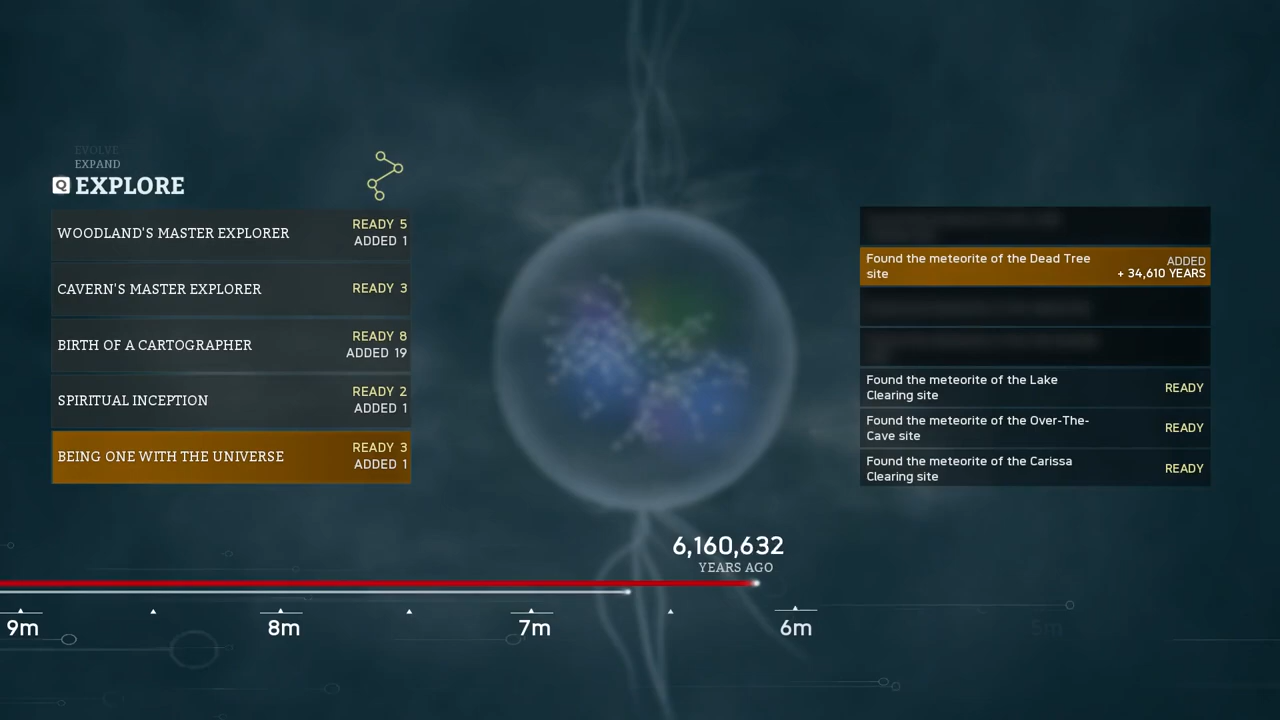 EVOLVE
EXPAND
Q EXPLORE
WOODLAND'S MASTER EXPLORER
READY 5
ADDED 1
CAVERN'S MASTER EXPLORER
READY 3
BIRTH OF A CARTOGRAPHER
READY 8
ADDED 19
SPIRITUAL INCEPTION
READY 2
ADDED 1
BEING ONE WITH THE UNIVERSE
READY 3
ADDED 1
Found the meteorite of the Dead Tree
site
ADDED
+ 34,610 YEARS
Found the meteorite of the Lake
Clearing site
READY
Found the meteorite of the Over-The-
Cave site
READY
Found the meteorite of the Carissa
Clearing site
READY
6,160,632
YEARS AGO
9m
8m
7m
6m
5m